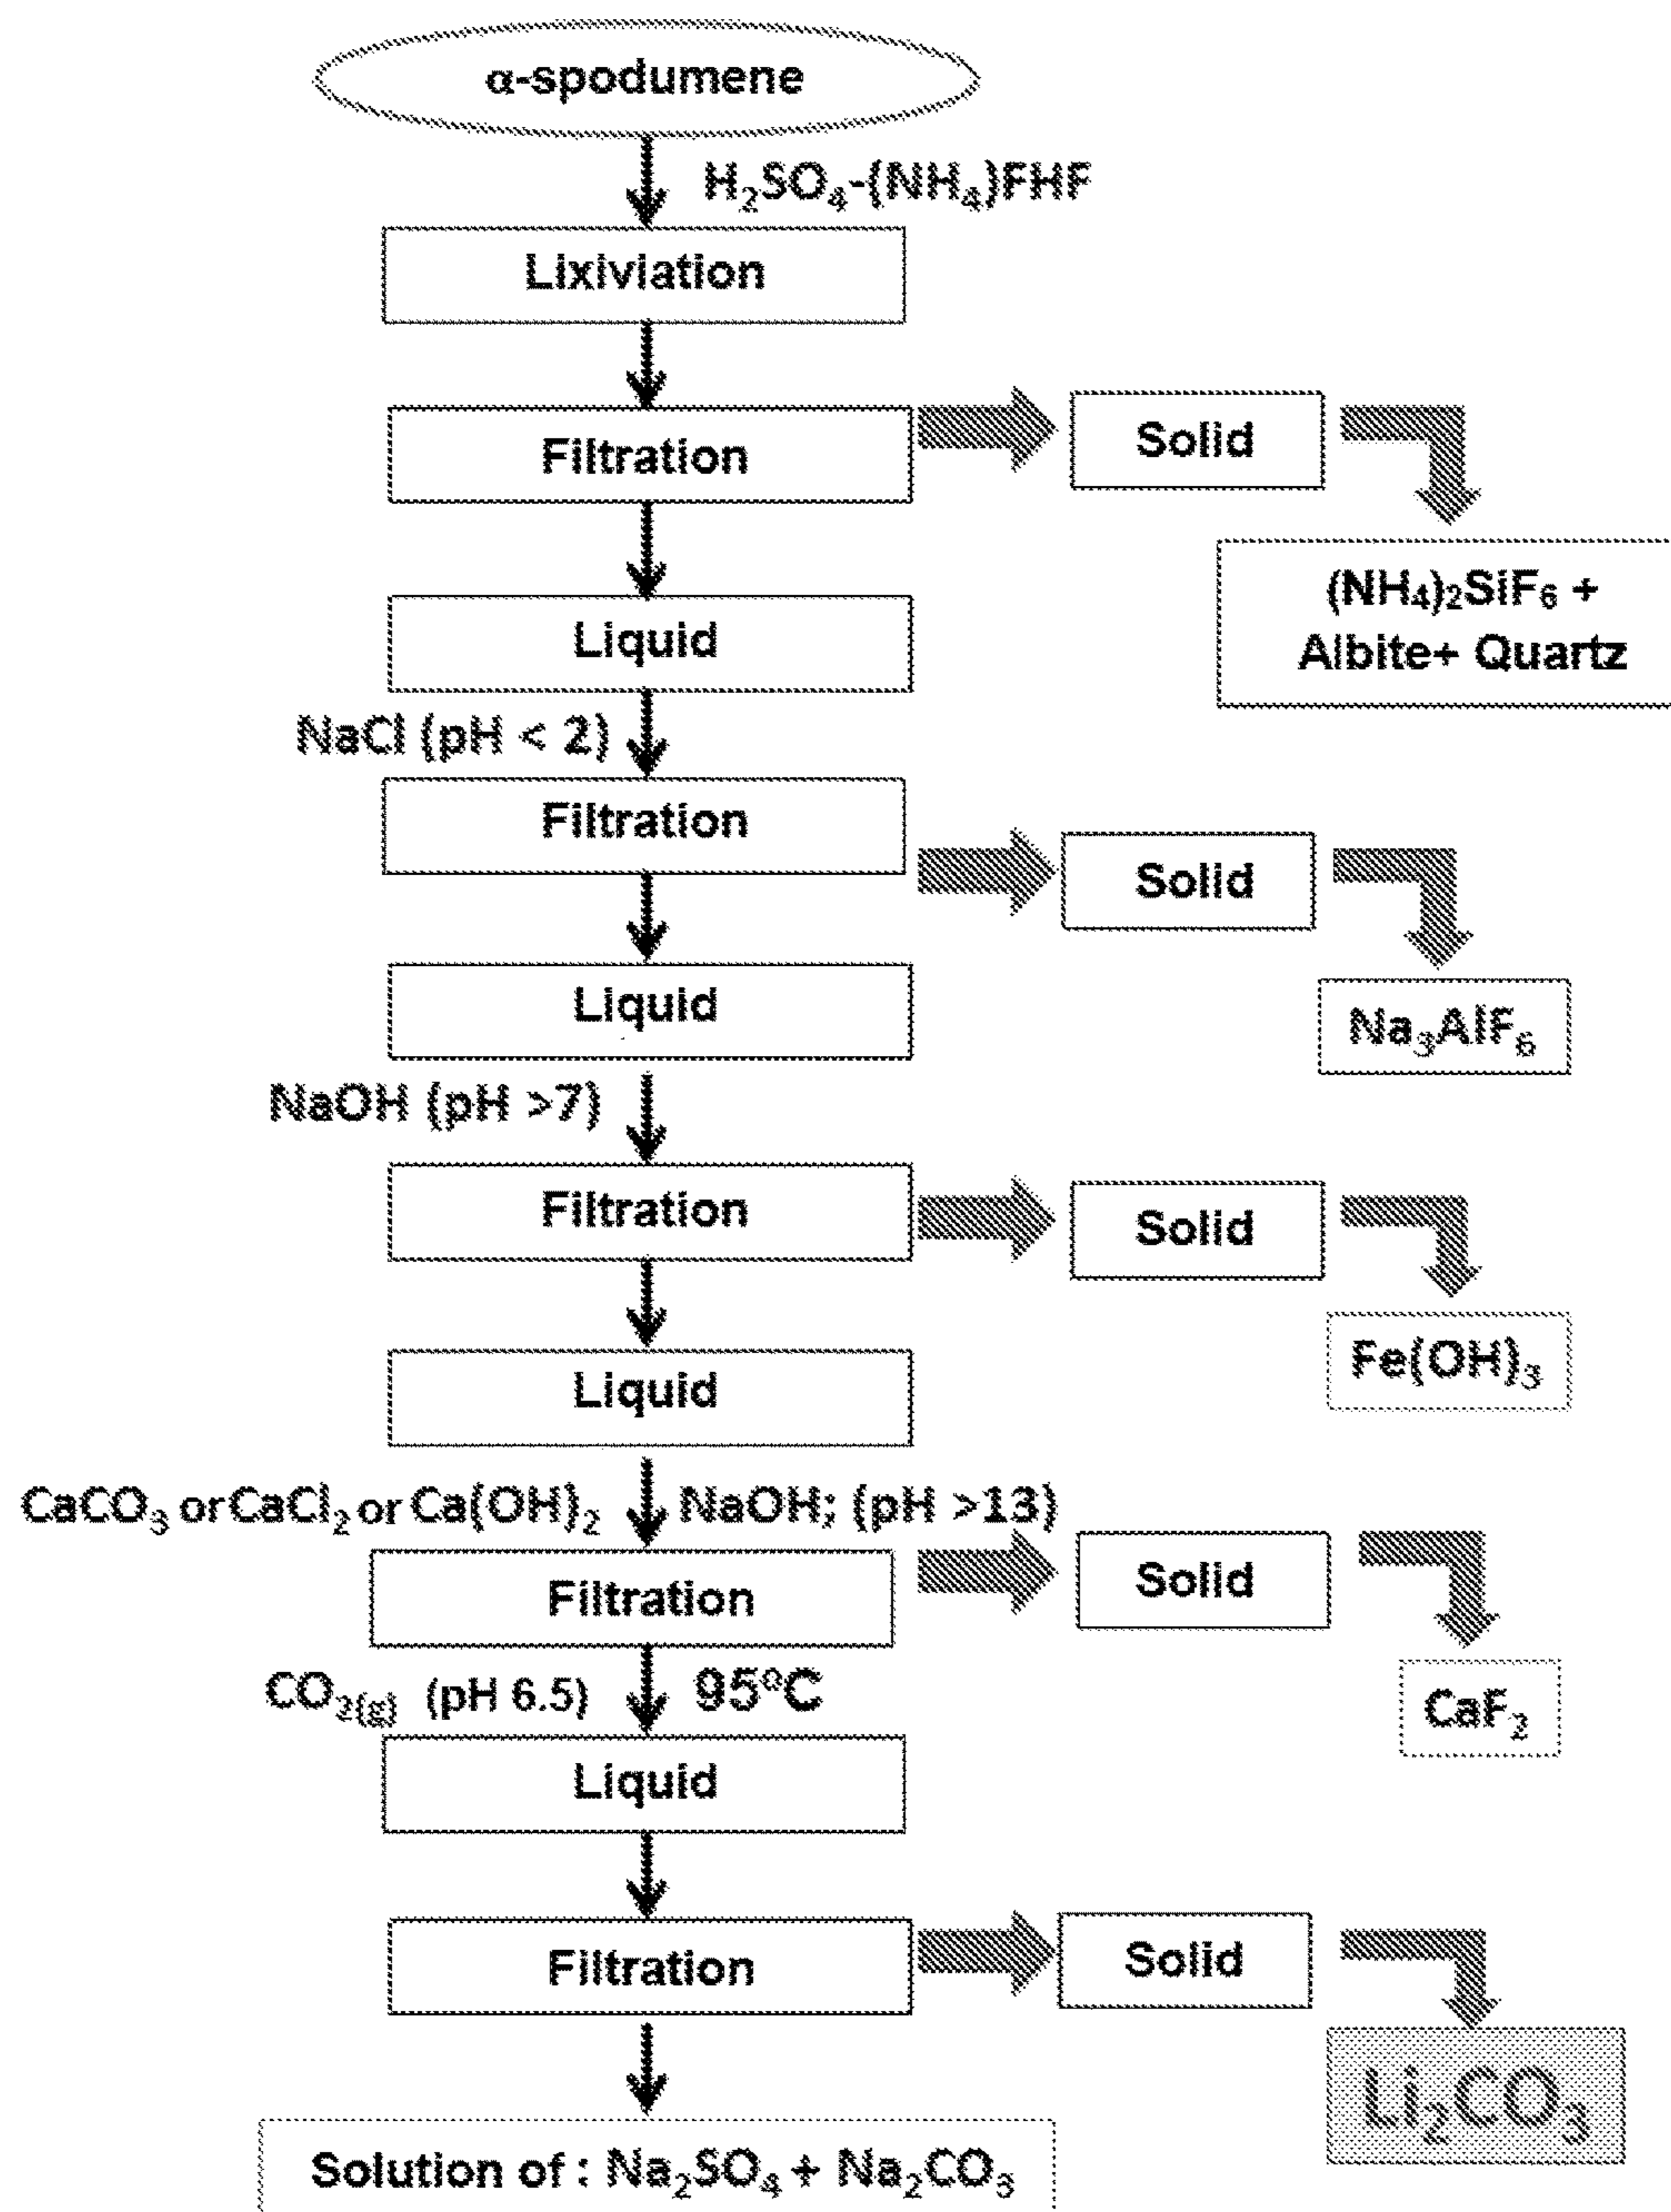 α-spodumene
H₂SO₄-(NH₄)FHF
Lixiviation
Filtration
Solid
(NH₄)₂SiF₆ +
Albite+ Quartz
Liquid
NaCl (pH < 2)
Filtration
Solid
Na₃AlF₆
Liquid
NaOH (pH >7)
Filtration
Solid
Fe(OH)₃
Liquid
CaCO₃ or CaCl₂ or Ca(OH)₂ NaOH; (pH >13)
Filtration
Solid
CaF₂
CO₂(g) (pH 6.5) 95ºC
Liquid
Filtration
Solid
Li₂CO₃
Solution of : Na₂SO₄ + Na₂CO₃